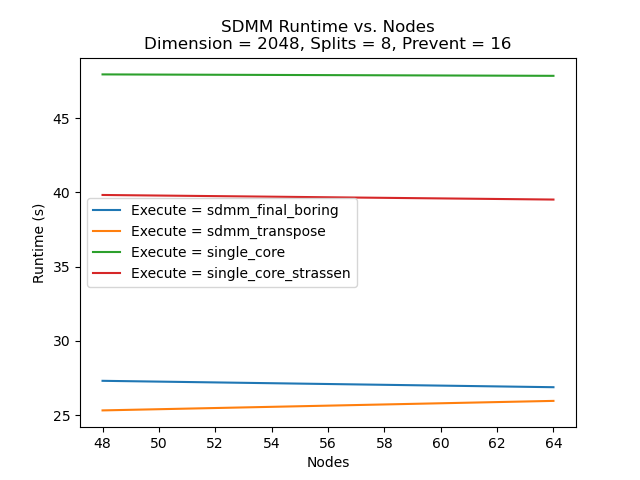 SDMM Runtime vs. Nodes
Dimension = 2048, Splits = 8, Prevent = 16
Runtime (s)
45
40
35
30
25
Execute = sdmm_final_boring
Execute = sdmm_transpose
Execute = single_core
Execute = single_core_strassen
48 50 52 54 56 58 60 62 64
Nodes